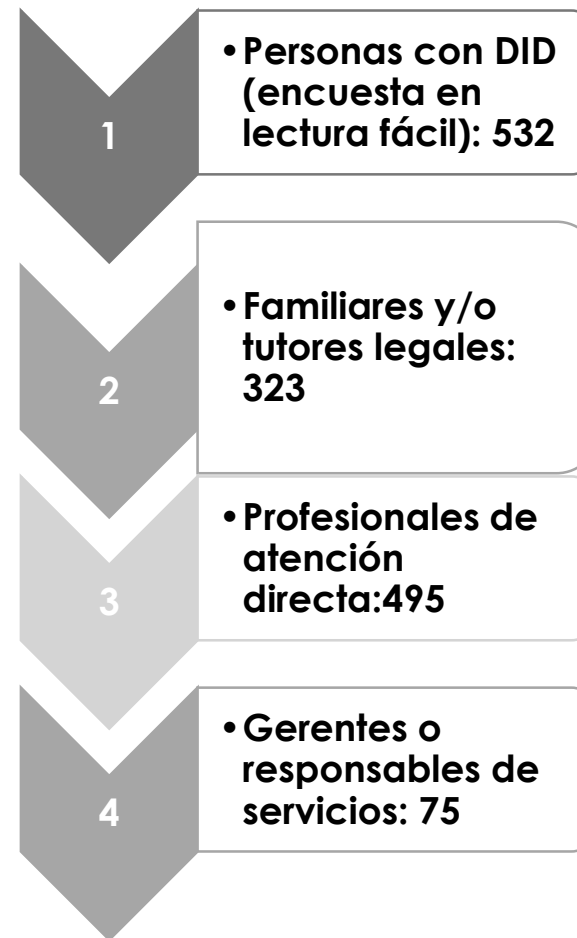 1
•Personas con DID
(encuesta en
lectura fácil): 532
2
•Familiares y/o
tutores legales:
323
3
•Profesionales de
atención
directa:495
4
•Gerentes o
responsables de
servicios: 75